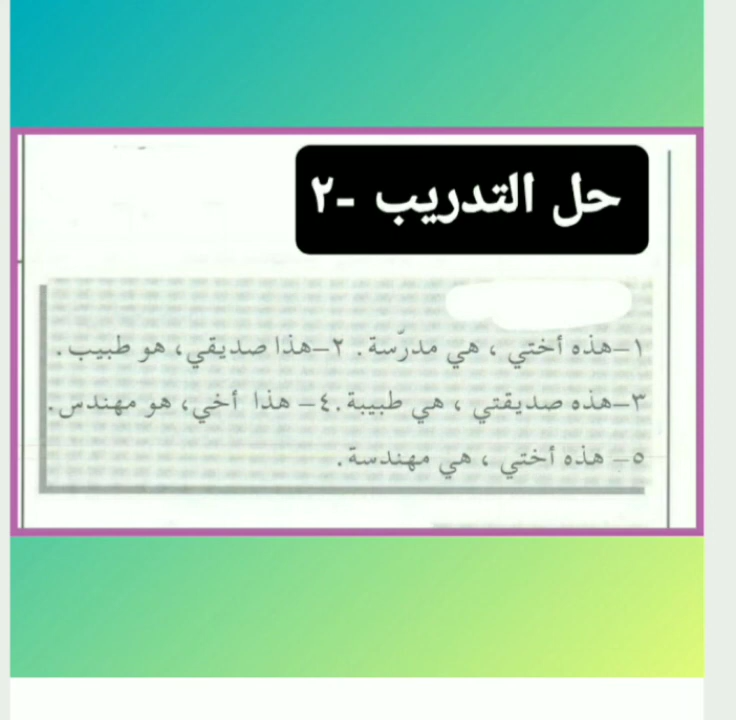 حل التدريب -٢
١-هذه أختي ، هي مدرّسة . ٢-هذا صديقي، هو طبيب .
٣-هذه صديقتي ، هي طبيبة .٤- هذا أخي، هو مهندس.
٥- هذه أختي ، هي مهندسة.